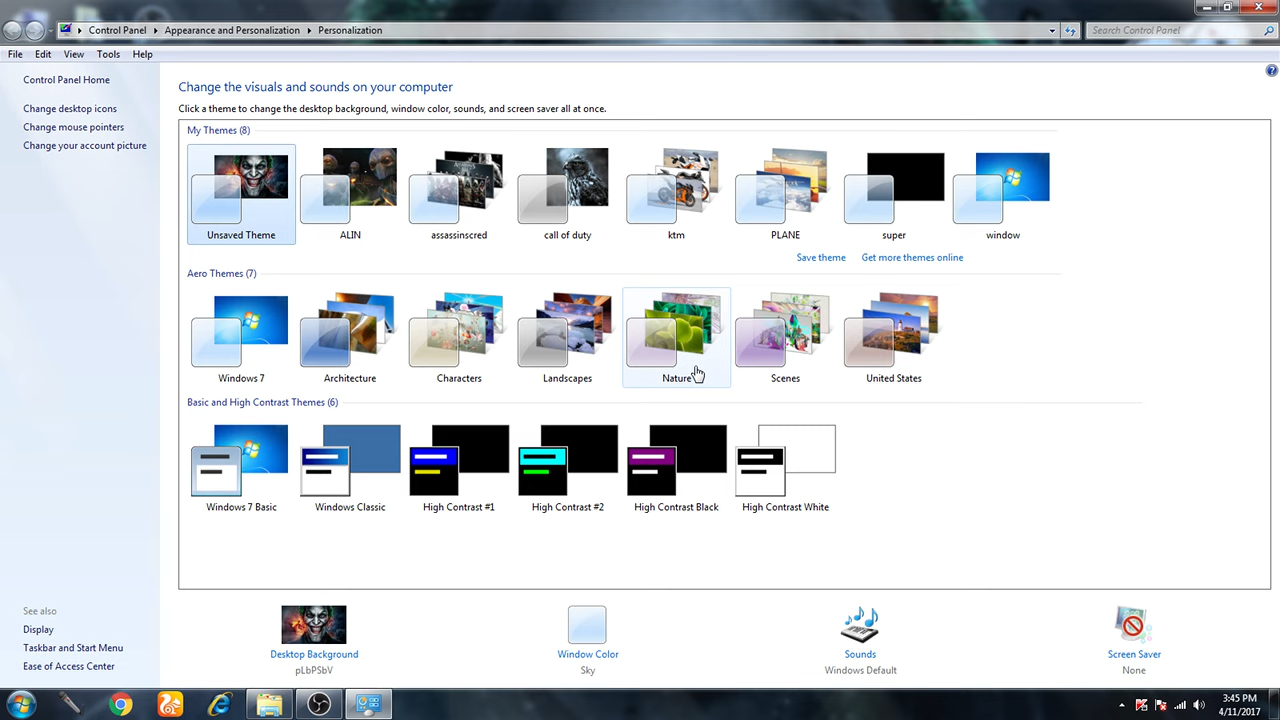 Control Panel Appearance and Personalization Personalization
Search Control Panel
File Edit View Tools Help
Control Panel Home
Change desktop icons
Change mouse pointers
Change your account picture
Change the visuals and sounds on your computer
Click a theme to change the desktop background, window color, sounds, and screen saver all at once.
My Themes (8)
Unsaved Theme ALIN assassinscred call of duty ktm PLANE super window
Save theme Get more themes online
Aero Themes (7)
Windows 7 Architecture Characters Landscapes Nature Scenes United States
Basic and High Contrast Themes (6)
Windows 7 Basic Windows Classic High Contrast #1 High Contrast #2 High Contrast Black High Contrast White
See also
Display
Taskbar and Start Menu
Ease of Access Center
Desktop Background
pLbPSbV
Window Color
Sky
Sounds
Windows Default
Screen Saver
None
3:45 PM
4/11/2017